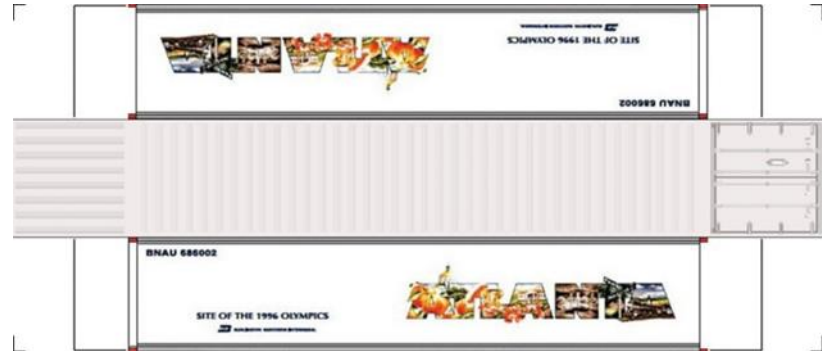 ATLANTA
SITE OF THE 1996 OLYMPICS
BNAU 686002
BNAU 686002
ATLANTA
SITE OF THE 1996 OLYMPICS